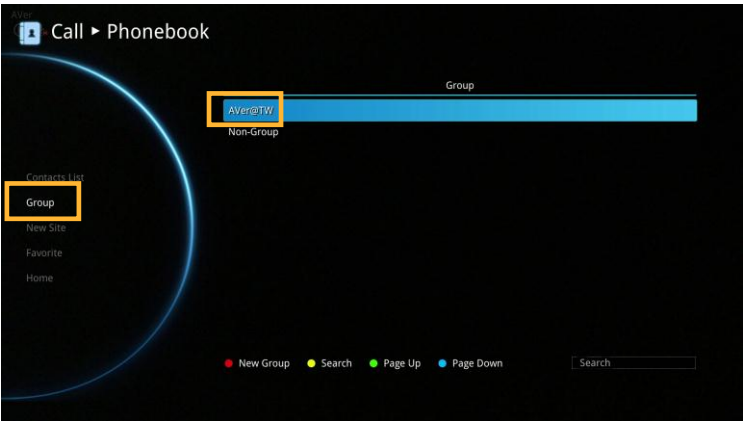 AVer
Call ▸ Phonebook
Group
AVer@TW
Non-Group
Contacts List
Group
New Site
Favorite
Home
New Group
Search
Page Up
Page Down
Search